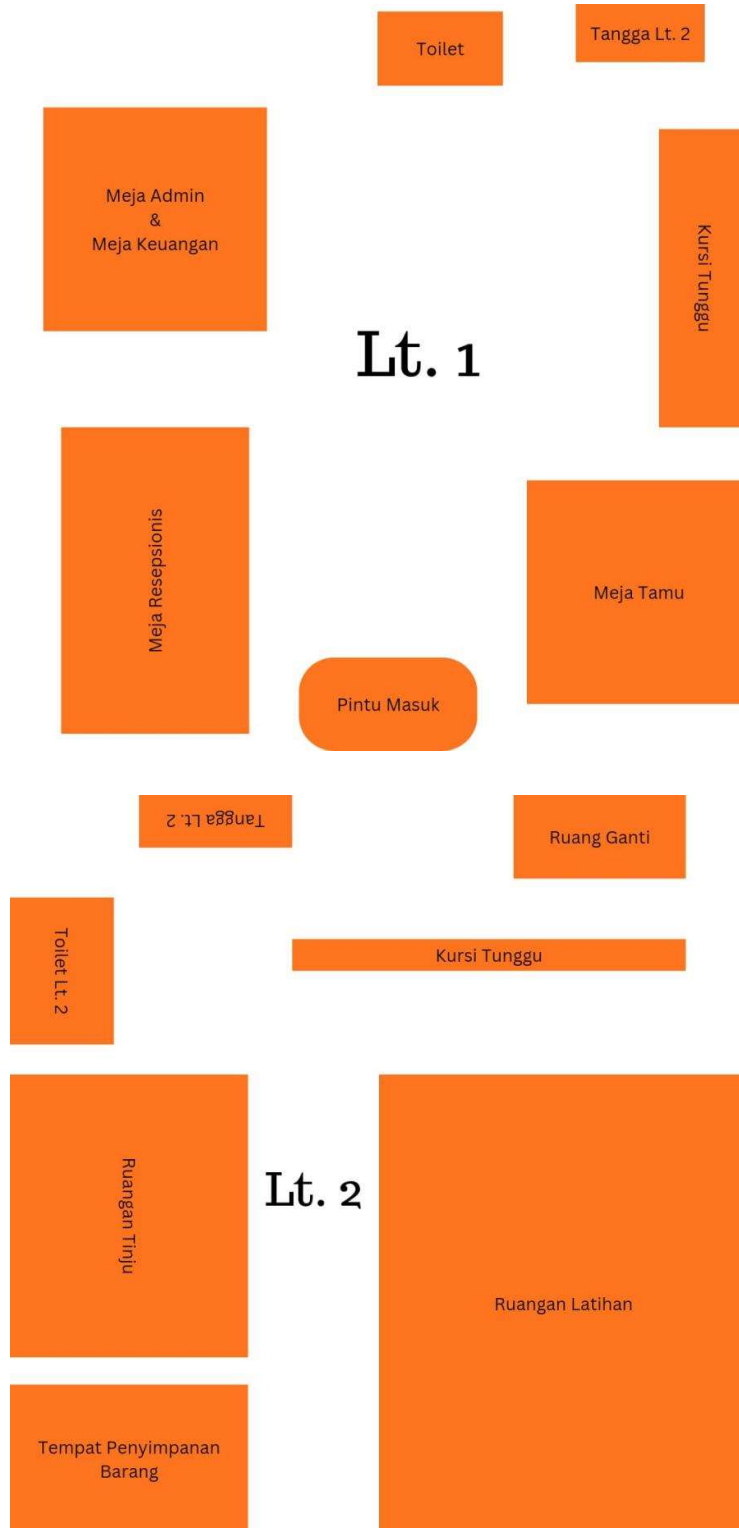 Toilet
Tangga Lt. 2
Meja Admin
&
Meja Keuangan
Kursi Tunggu
Lt. 1
Meja Resepsionis
Meja Tamu
Pintu Masuk
Tangga Lt. 2
Ruang Ganti
Toilet Lt. 2
Kursi Tunggu
Ruangan Tinju
Lt. 2
Ruangan Latihan
Tempat Penyimpanan
Barang